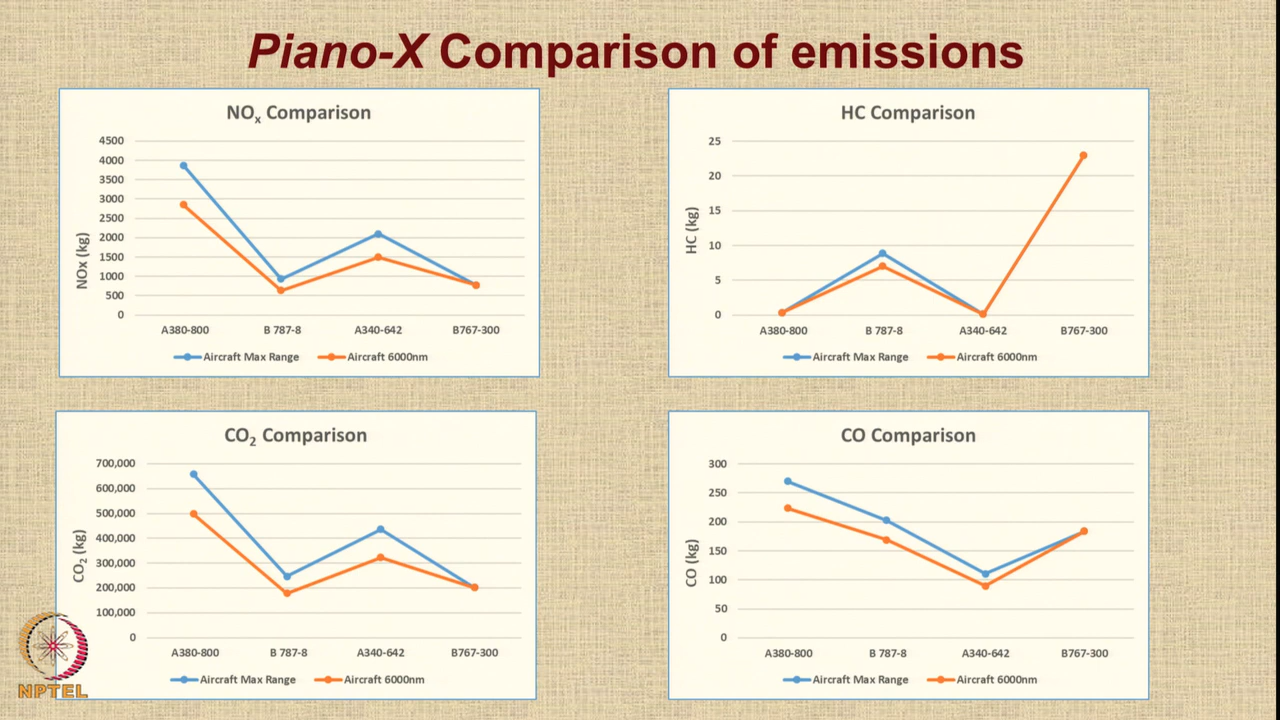 Piano-X Comparison of emissions
NOx Comparison
4500
4000
3500
3000
2500
2000
1500
1000
500
0
NOx (kg)
A380-800 B 787-8 A340-642 B767-300
Aircraft Max Range Aircraft 6000nm
HC Comparison
25
20
15
10
5
0
HC (kg)
A380-800 B 787-8 A340-642 B767-300
Aircraft Max Range Aircraft 6000nm
CO2 Comparison
700,000
600,000
500,000
400,000
300,000
200,000
100,000
0
CO2 (kg)
A380-800 B 787-8 A340-642 B767-300
Aircraft Max Range Aircraft 6000nm
CO Comparison
300
250
200
150
100
50
0
CO (kg)
A380-800 B 787-8 A340-642 B767-300
Aircraft Max Range Aircraft 6000nm
NPTEL